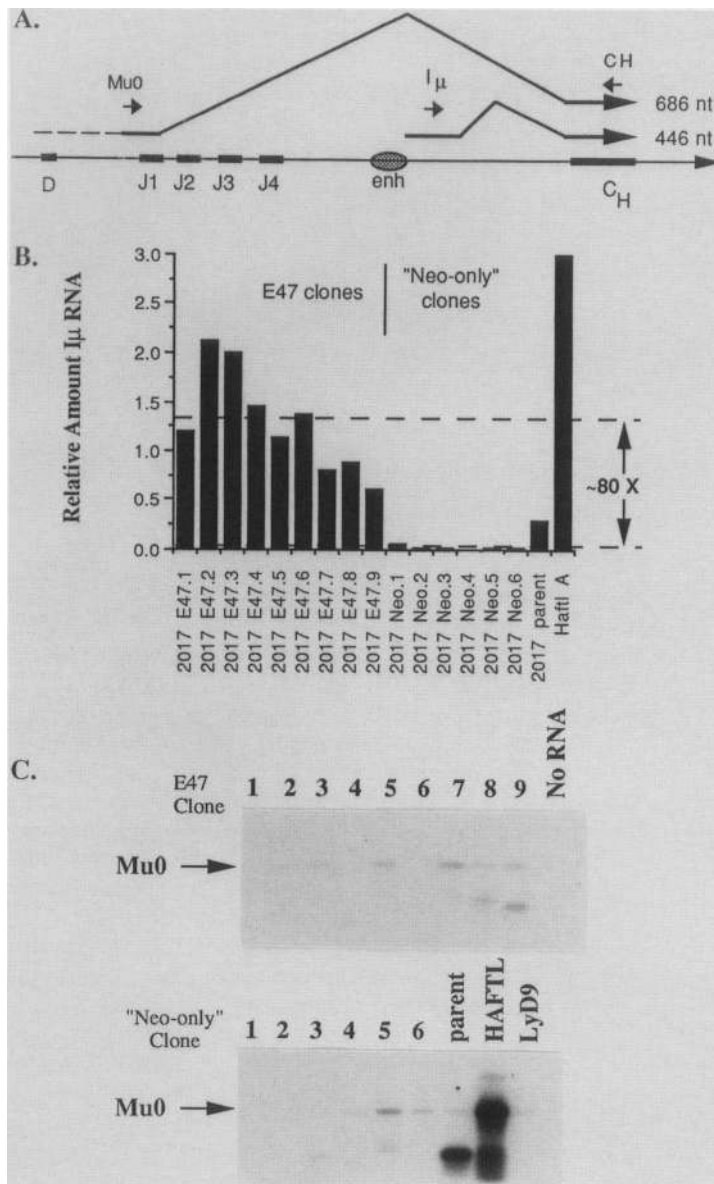 A.
Mu0
I μ
CH
686 nt
446 nt
D
J1
J2
J3
J4
enh
C H
B.
Relative Amount Iμ RNA
3.0
2.5
2.0
1.5
1.0
0.5
0.0
E47 clones
"Neo-only" clones
~80 X
2017 E47.1
2017 E47.2
2017 E47.3
2017 E47.4
2017 E47.5
2017 E47.6
2017 E47.7
2017 E47.8
2017 E47.9
2017 Neo.1
2017 Neo.2
2017 Neo.3
2017 Neo.4
2017 Neo.5
2017 Neo.6
2017 parent
Haftl A
C.
E47
Clone
1 2 3 4 5 6 7 8 9 No RNA
Mu0
"Neo-only"
Clone
1 2 3 4 5 6 parent HAFTL LyD9
Mu0